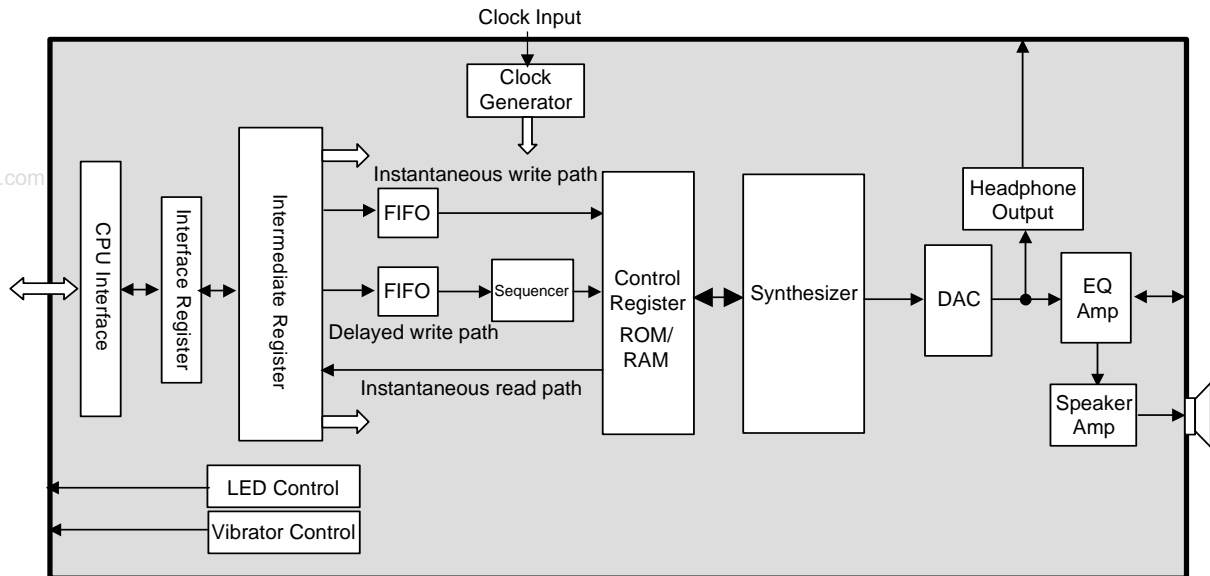 Clock Input
Clock
Generator
.com
CPU Interface
Interface Register
Intermediate Register
Instantaneous write path
FIFO
FIFO
Sequencer
Delayed write path
Instantaneous read path
Control
Register
ROM/
RAM
Synthesizer
DAC
Headphone
Output
EQ
Amp
Speaker
Amp
LED Control
Vibrator Control